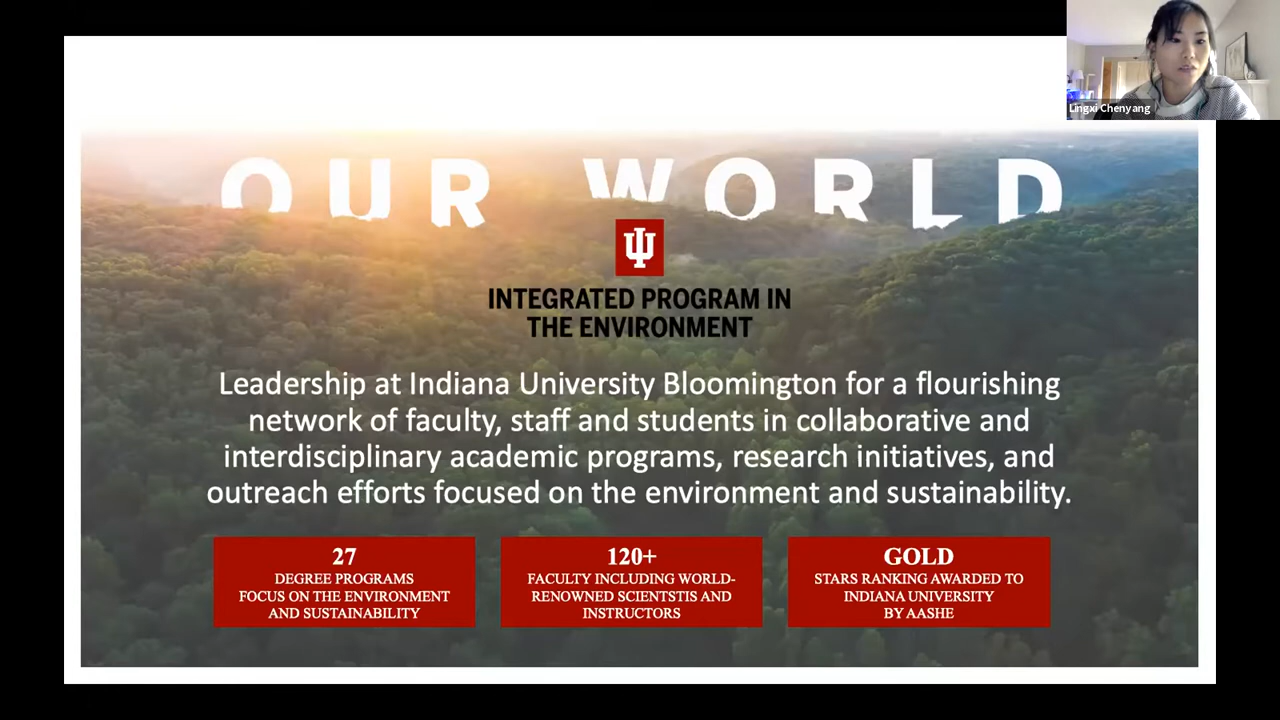 Lingxi Chenyang
OUR WORLD
INTEGRATED PROGRAM IN
THE ENVIRONMENT
Leadership at Indiana University Bloomington for a flourishing
network of faculty, staff and students in collaborative and
interdisciplinary academic programs, research initiatives, and
outreach efforts focused on the environment and sustainability.
27
DEGREE PROGRAMS
FOCUS ON THE ENVIRONMENT
AND SUSTAINABILITY
120+
FACULTY INCLUDING WORLD-
RENOWNED SCIENTSTIS AND
INSTRUCTORS
GOLD
STARS RANKING AWARDED TO
INDIANA UNIVERSITY
BY AASHE